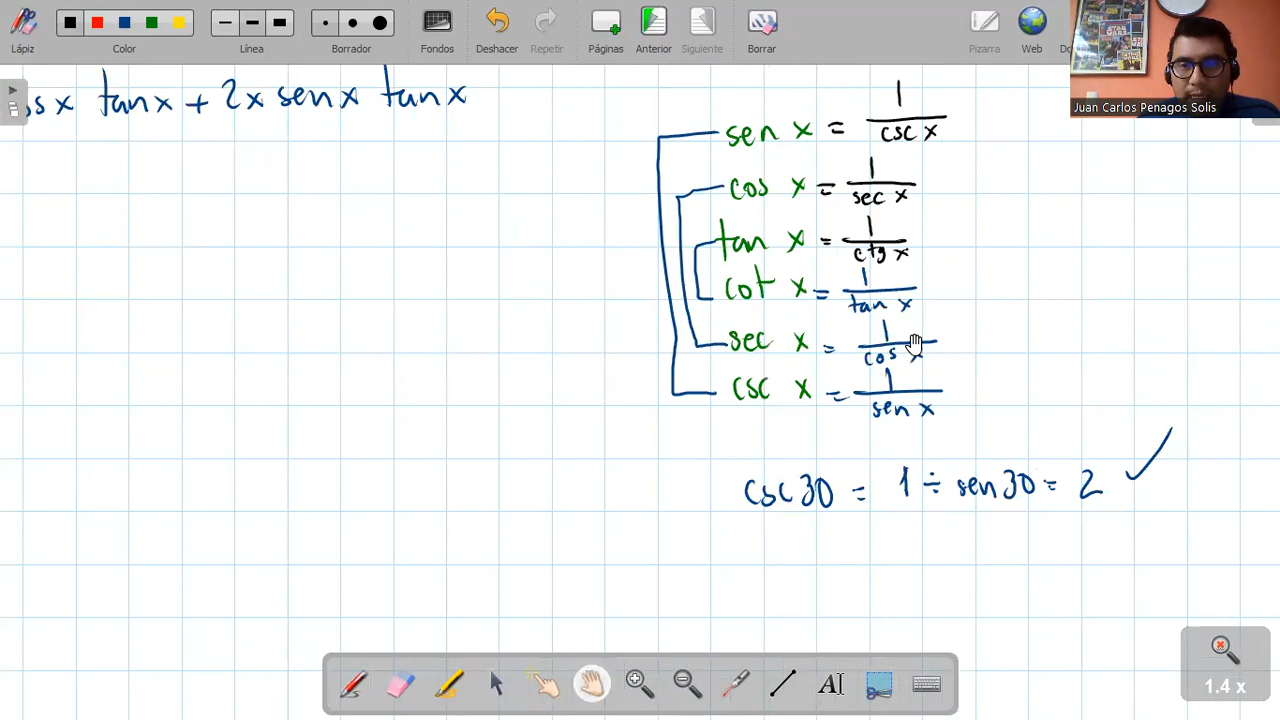 Lápiz Color Línea Borrador Fondos Deshacer Repetir Páginas Anterior Siguiente Borrar Pizarra Web
Juan Carlos Penagos Solis
os x tan x + 2x sen x tan x
sen x = 1/csc x
cos x = 1/sec x
tan x = 1/ctg x
cot x = 1/tan x
sec x = 1/cos x
csc x = 1/sen x
csc 30 = 1 ÷ sen 30 = 2 ✓
AI
1.4 x